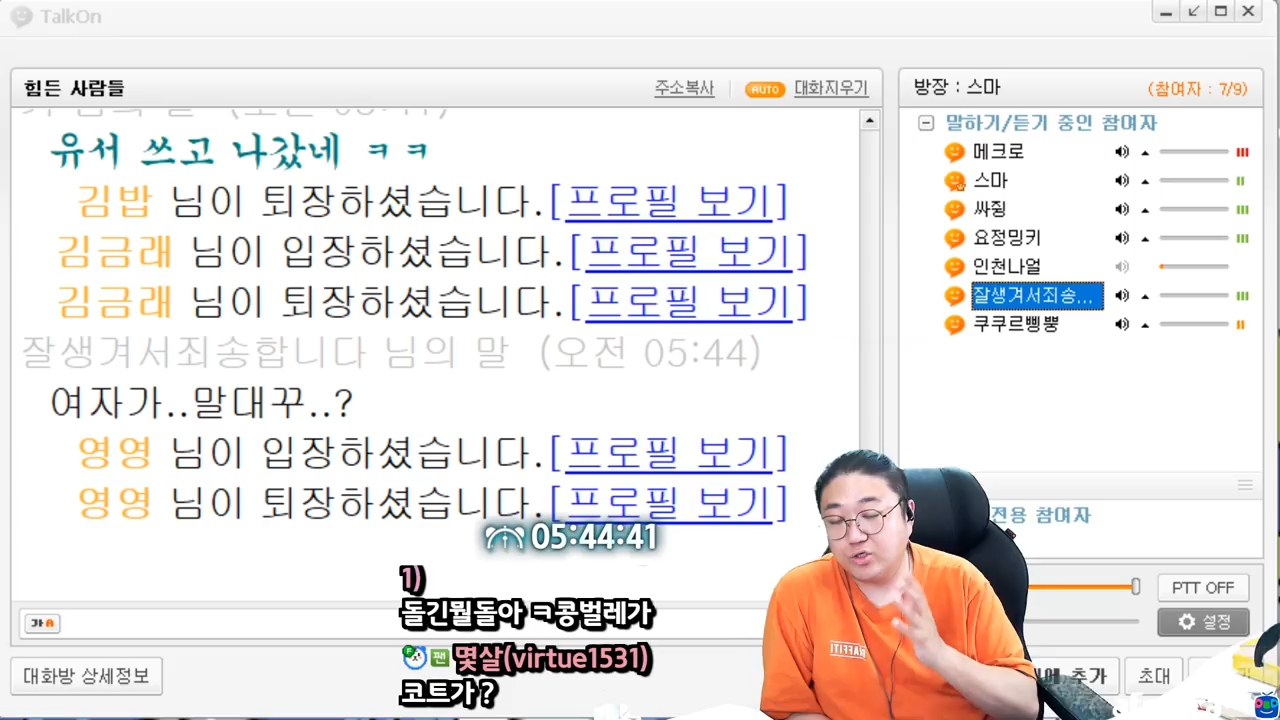 TalkOn
힘든 사람들
주소복사
AUTO 대화지우기
유서 쓰고 나갔네 ㅋㅋ
김밥 님이 퇴장하셨습니다.[프로필 보기]
김금래 님이 입장하셨습니다.[프로필 보기]
김금래 님이 퇴장하셨습니다.[프로필 보기]
잘생겨서죄송합니다 님의 말 (오전 05:44)
여자가..말대꾸..?
영영 님이 입장하셨습니다.[프로필 보기]
영영 님이 퇴장하셨습니다.[프로필 보기]
05:44:41
1)
돌긴뭘돌아 ㅋ콩벌레가
팬 몇살(virtue1531)
코트가?
가A
대화방 상세정보
방장 : 스마
(참여자 : 7/9)
말하기/듣기 중인 참여자
메크로
스마
싸줭
요정밍키
인천나얼
잘생겨서죄송...
쿠쿠르삥뽕
전용 참여자
PTT OFF
설정
에 추가
초대